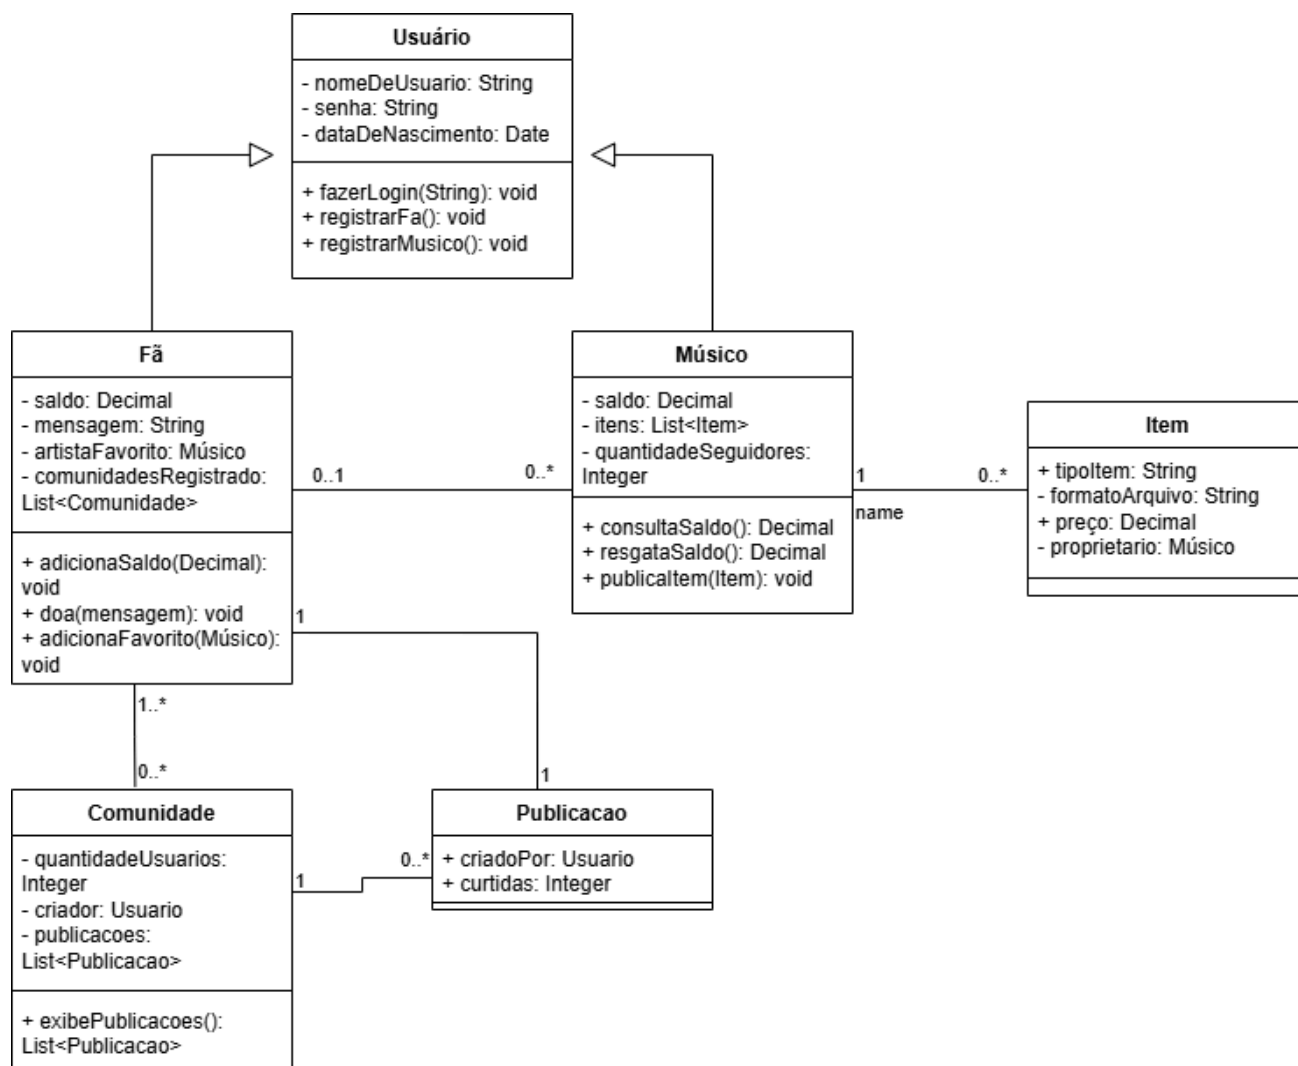 Usuário
- nomeDeUsuario: String
- senha: String
- dataDeNascimento: Date
+ fazerLogin(String): void
+ registrarFa(): void
+ registrarMusico(): void
Fã
- saldo: Decimal
- mensagem: String
- artistaFavorito: Músico
- comunidadesRegistrado:
List<Comunidade>
+ adicionaSaldo(Decimal):
void
+ doa(mensagem): void
+ adicionaFavorito(Músico):
void
0..1
0..*
Músico
- saldo: Decimal
- itens: List<Item>
- quantidadeSeguidores:
Integer
+ consultaSaldo(): Decimal
+ resgataSaldo(): Decimal
+ publicaItem(Item): void
1
name
0..*
Item
+ tipoItem: String
- formatoArquivo: String
+ preço: Decimal
- proprietario: Músico
1
1
1..*
0..*
Comunidade
- quantidadeUsuarios:
Integer
- criador: Usuario
- publicacoes:
List<Publicacao>
+ exibePublicacoes():
List<Publicacao>
1
0..*
Publicacao
+ criadoPor: Usuario
+ curtidas: Integer